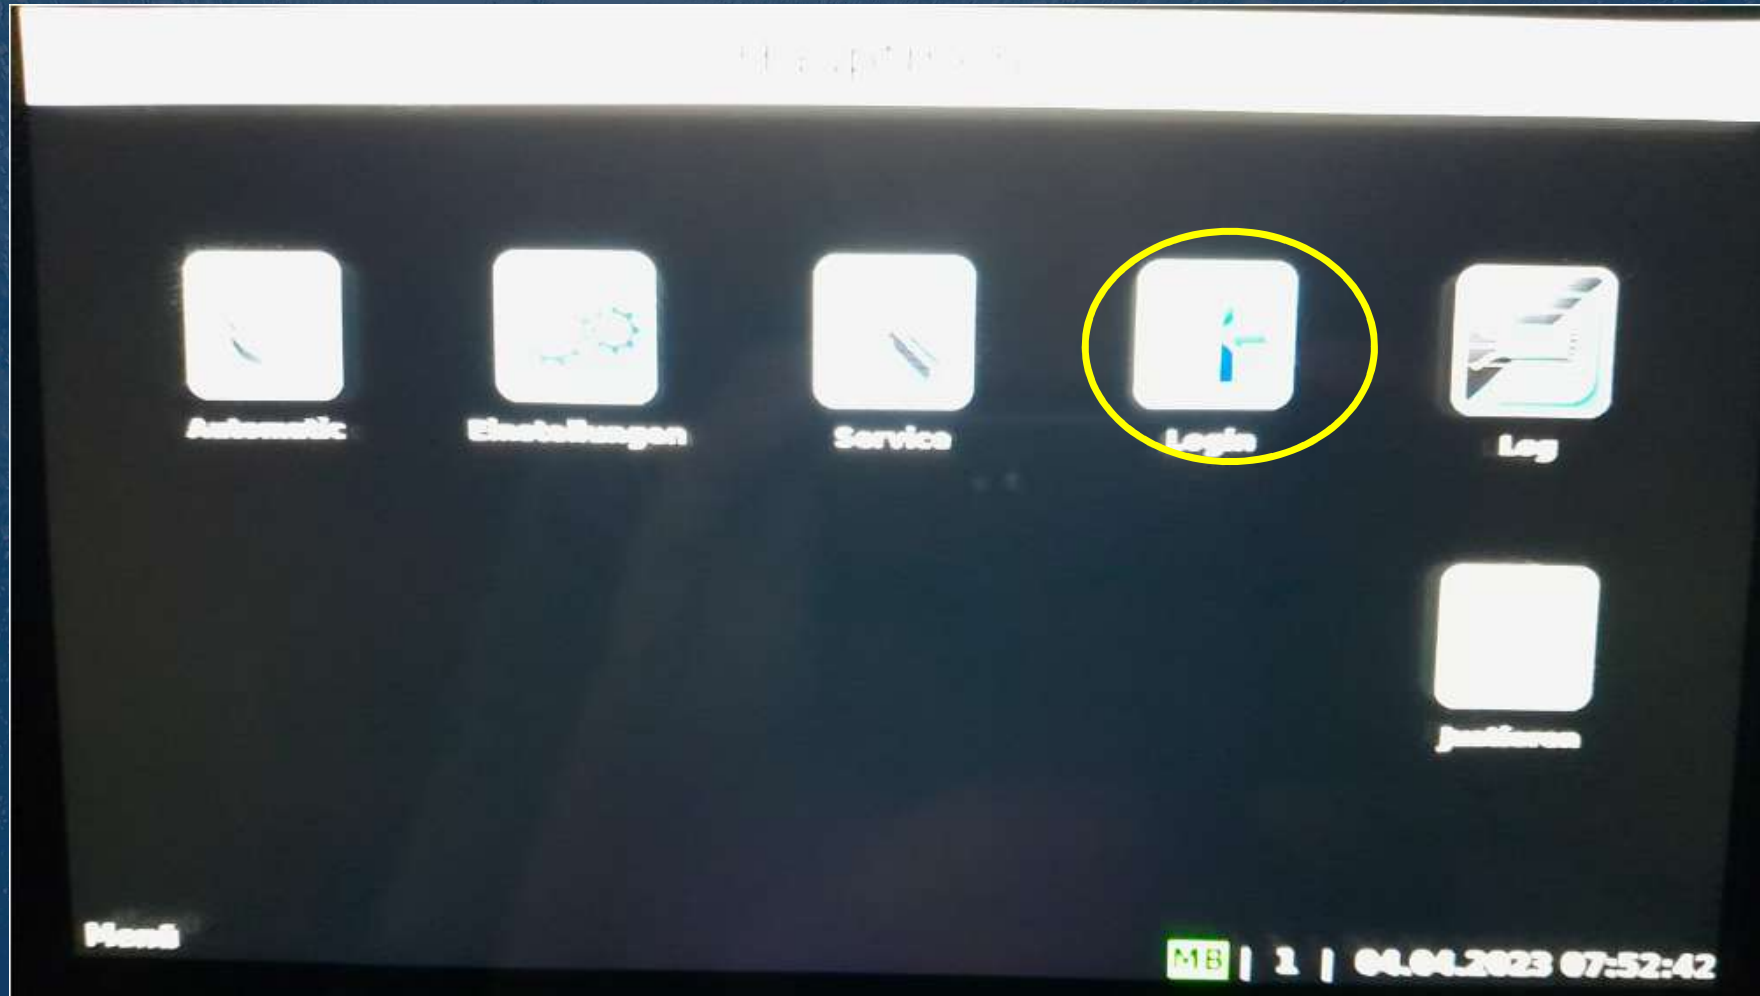 Automatic
Einstellungen
Service
Login
Log
Justieren
Menü
MB | 1 | 04.04.2023 07:52:42